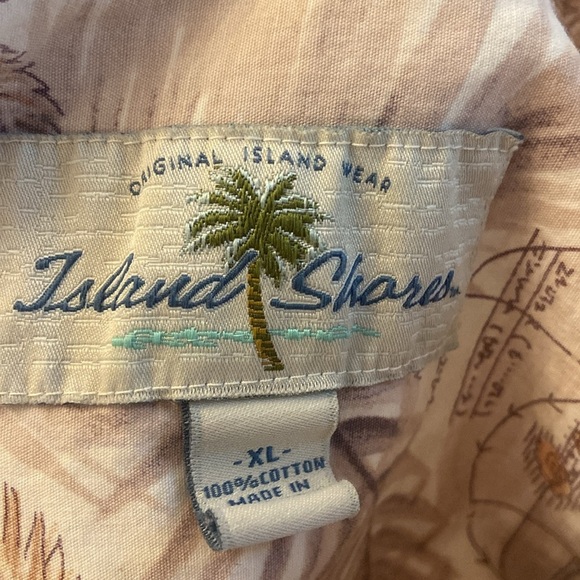 ORIGINAL ISLAND WEAR
Island Shores
-XL-
100% COTTON
MADE IN